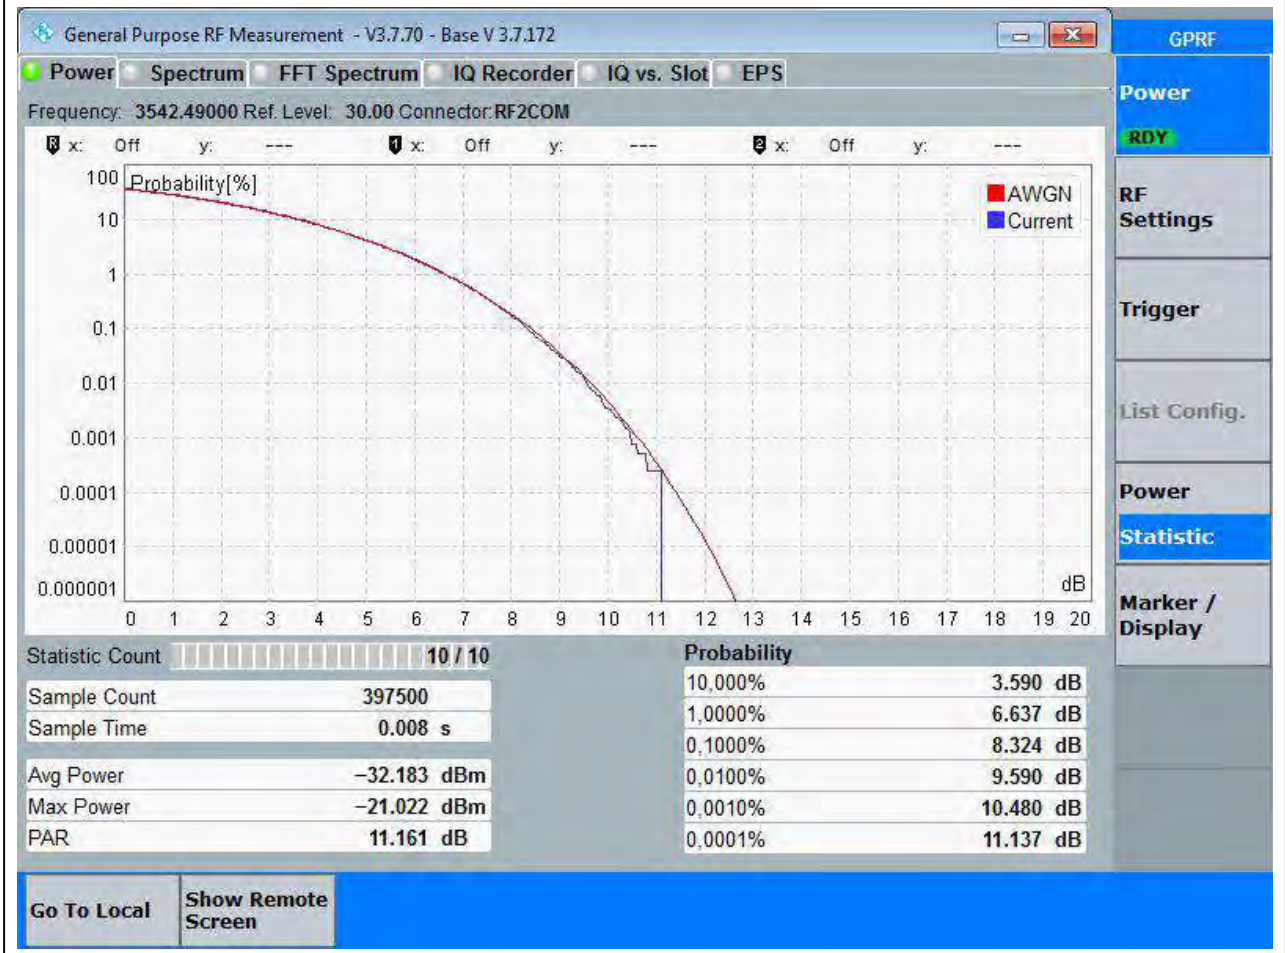 General Purpose RF Measurement - V3.7.70 - Base V 3.7.172
GPRF
Power Spectrum FFT Spectrum IQ Recorder IQ vs. Slot EPS
Frequency: 3542.49000 Ref. Level: 30.00 Connector:RF2COM
R x: Off y: --- 1 x: Off y: --- 2 x: Off y: ---
Probability[%]
AWGN
Current
100
10
1
0.1
0.01
0.001
0.0001
0.00001
0.000001
dB
0 1 2 3 4 5 6 7 8 9 10 11 12 13 14 15 16 17 18 19 20
Statistic Count 10 / 10
Sample Count 397500
Sample Time 0.008 s
Avg Power −32.183 dBm
Max Power −21.022 dBm
PAR 11.161 dB
Probability
10,000% 3.590 dB
1,0000% 6.637 dB
0,1000% 8.324 dB
0,0100% 9.590 dB
0,0010% 10.480 dB
0,0001% 11.137 dB
Power
RDY
RF
Settings
Trigger
List Config.
Power
Statistic
Marker /
Display
Go To Local
Show Remote
Screen